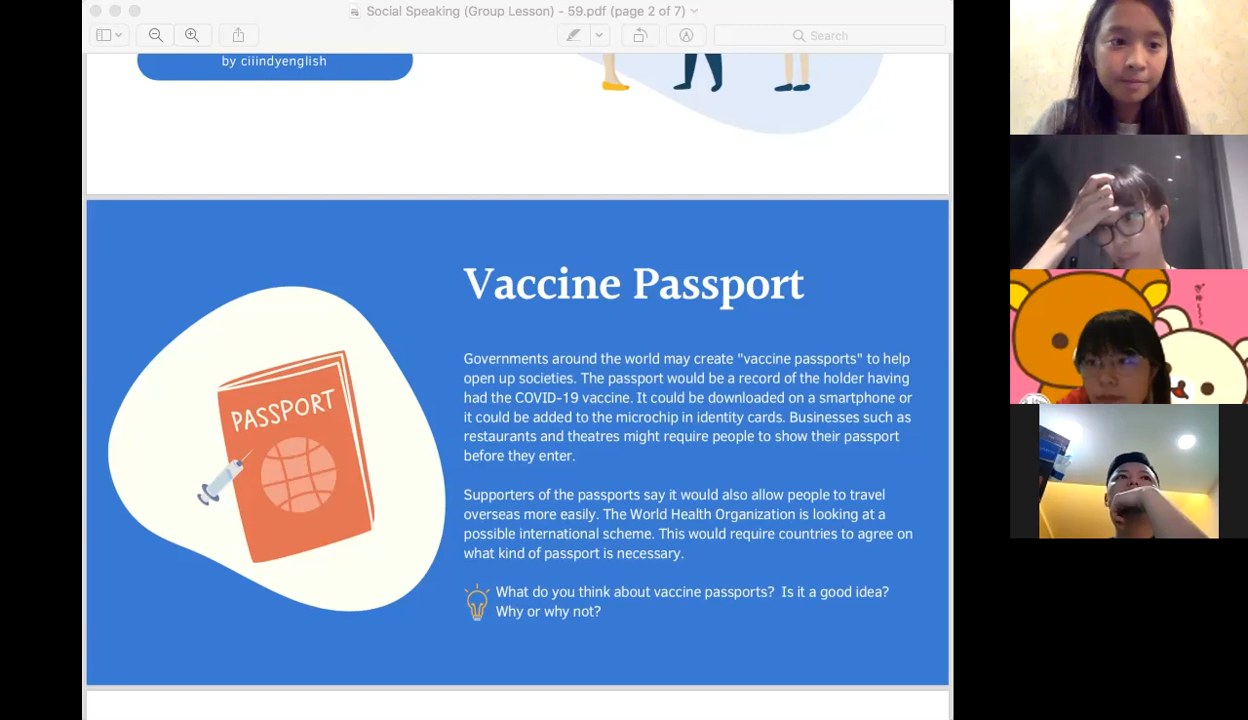 Social Speaking (Group Lesson) - 59.pdf (page 2 of 7)
Search
by ciiindyenglish
Vaccine Passport
PASSPORT
Governments around the world may create "vaccine passports" to help
open up societies. The passport would be a record of the holder having
had the COVID-19 vaccine. It could be downloaded on a smartphone or
it could be added to the microchip in identity cards. Businesses such as
restaurants and theatres might require people to show their passport
before they enter.
Supporters of the passports say it would also allow people to travel
overseas more easily. The World Health Organization is looking at a
possible international scheme. This would require countries to agree on
what kind of passport is necessary.
What do you think about vaccine passports? Is it a good idea?
Why or why not?